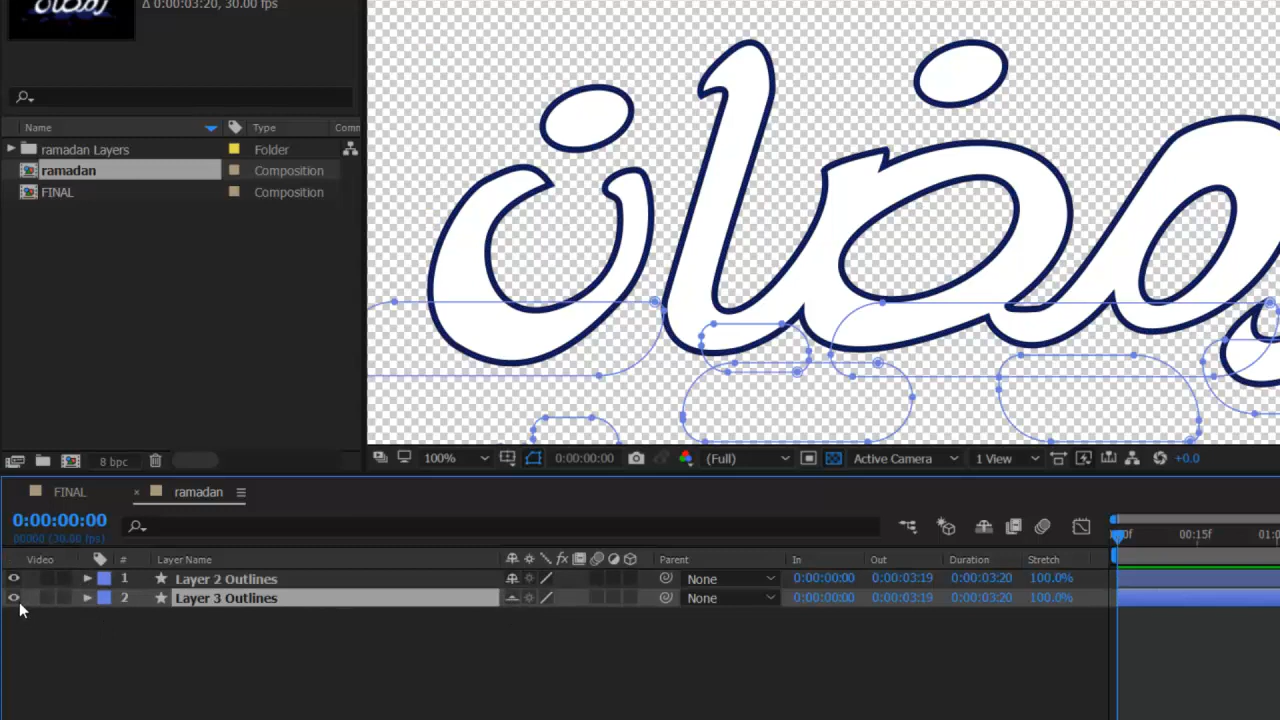 Δ 0:00:03:20, 30.00 fps
Name Type Comm
ramadan Layers Folder
ramadan Composition
FINAL Composition
رمضان
8 bpc 100% 0:00:00:00 (Full) Active Camera 1 View +0.0
FINAL × ramadan
0:00:00:00
00000 (30.00 fps)
Video # Layer Name fx Parent In Out Duration Stretch
00:15f
1 Layer 2 Outlines None 0:00:00:00 0:00:03:19 0:00:03:20 100.0%
2 Layer 3 Outlines None 0:00:00:00 0:00:03:19 0:00:03:20 100.0%